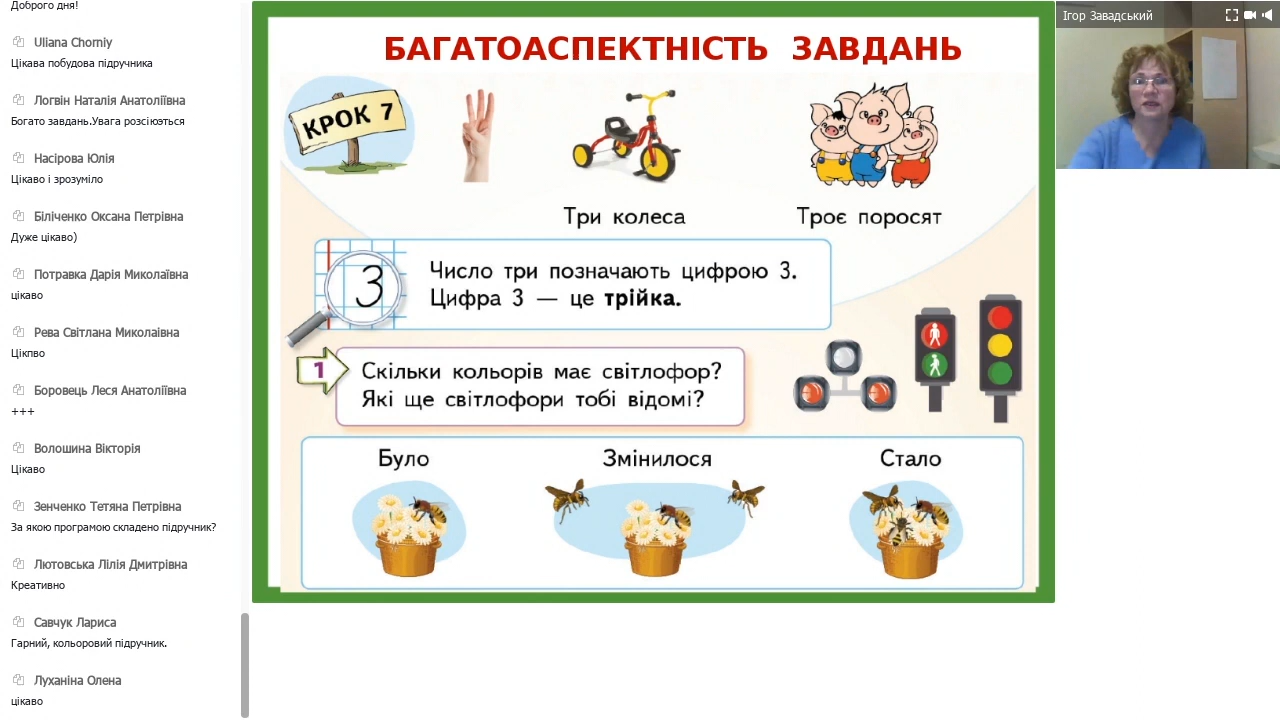 Доброго дня!
Uliana Chorniy
Цікава побудова підручника
Логвін Наталія Анатоліївна
Богато завдань.Увага розсіюэться
Насірова Юлія
Цікаво і зрозуміло
Біліченко Оксана Петрівна
Дуже цікаво)
Потравка Дарія Миколаївна
цікаво
Рева Світлана Миколаівна
Цікпво
Боровець Леся Анатоліївна
+++
Волошина Вікторія
Цікаво
Зенченко Тетяна Петрівна
За якою програмою складено підручник?
Лютовська Лілія Дмитрівна
Креативно
Савчук Лариса
Гарний, кольоровий підручник.
Луханіна Олена
цікаво
БАГАТОАСПЕКТНІСТЬ ЗАВДАНЬ
КРОК 7
Три колеса
Троє поросят
3
Число три позначають цифрою 3.
Цифра 3 — це трійка.
1
Скільки кольорів має світлофор?
Які ще світлофори тобі відомі?
Було
Змінилося
Стало
Ігор Завадський